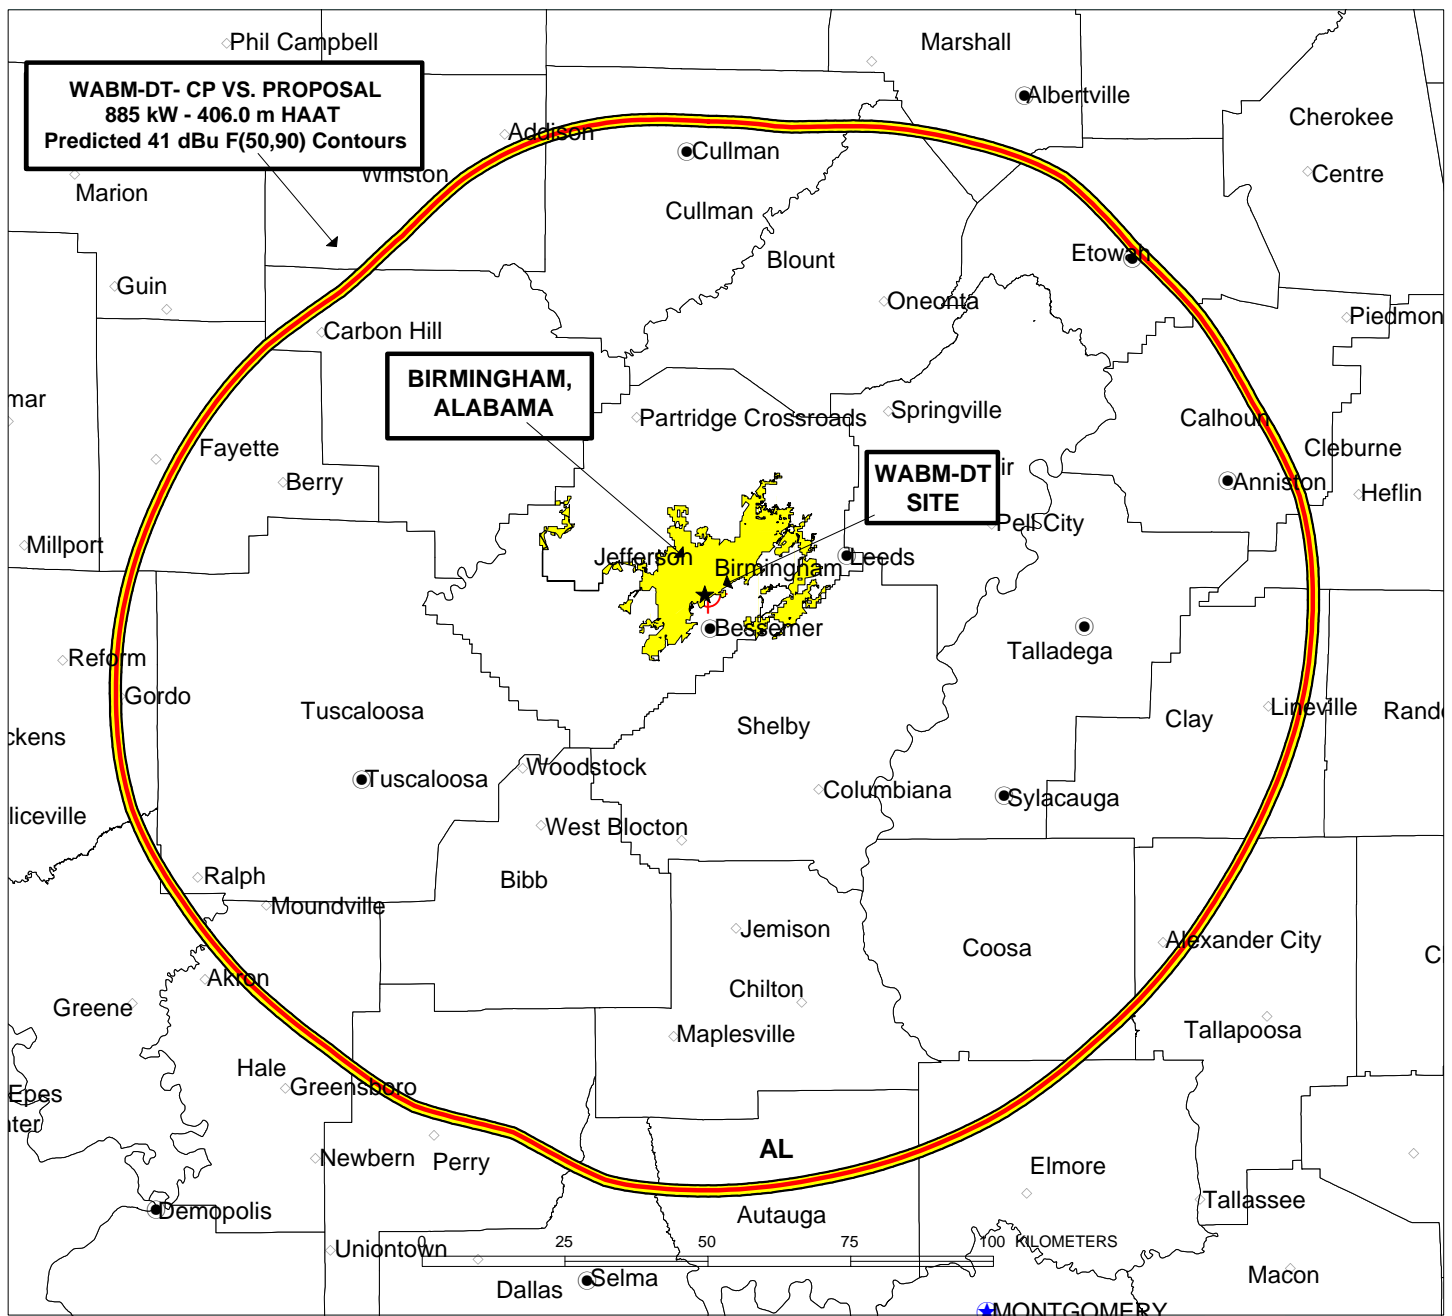 Phil Campbell
Marshall
WABM-DT- CP VS. PROPOSAL
885 kW - 406.0 m HAAT
Predicted 41 dBu F(50,90) Contours
Albertville
Cherokee
Addison
Cullman
Winston
Centre
Marion
Cullman
Etowah
Blount
Guin
Oneonta
Piedmon
Carbon Hill
BIRMINGHAM,
ALABAMA
mar
Partridge Crossroads
Springville
Calhoun
Fayette
Cleburne
WABM-DT
SITE
ir
Berry
Anniston
Heflin
Pell City
Millport
Jefferson
Birmingham
Leeds
Bessemer
Talladega
Reform
Gordo
Tuscaloosa
Shelby
Clay
Lineville
Rand
ckens
Woodstock
Tuscaloosa
Columbiana
Sylacauga
liceville
West Blocton
Ralph
Bibb
Moundville
Jemison
Coosa
Alexander City
C
Akron
Chilton
Greene
Maplesville
Tallapoosa
Hale
Greensboro
Epes
nter
AL
Newbern
Perry
Elmore
Tallassee
Demopolis
Autauga
Uniontown
0 25 50 75 100 KILOMETERS
Dallas
Selma
Macon
MONTGOMERY